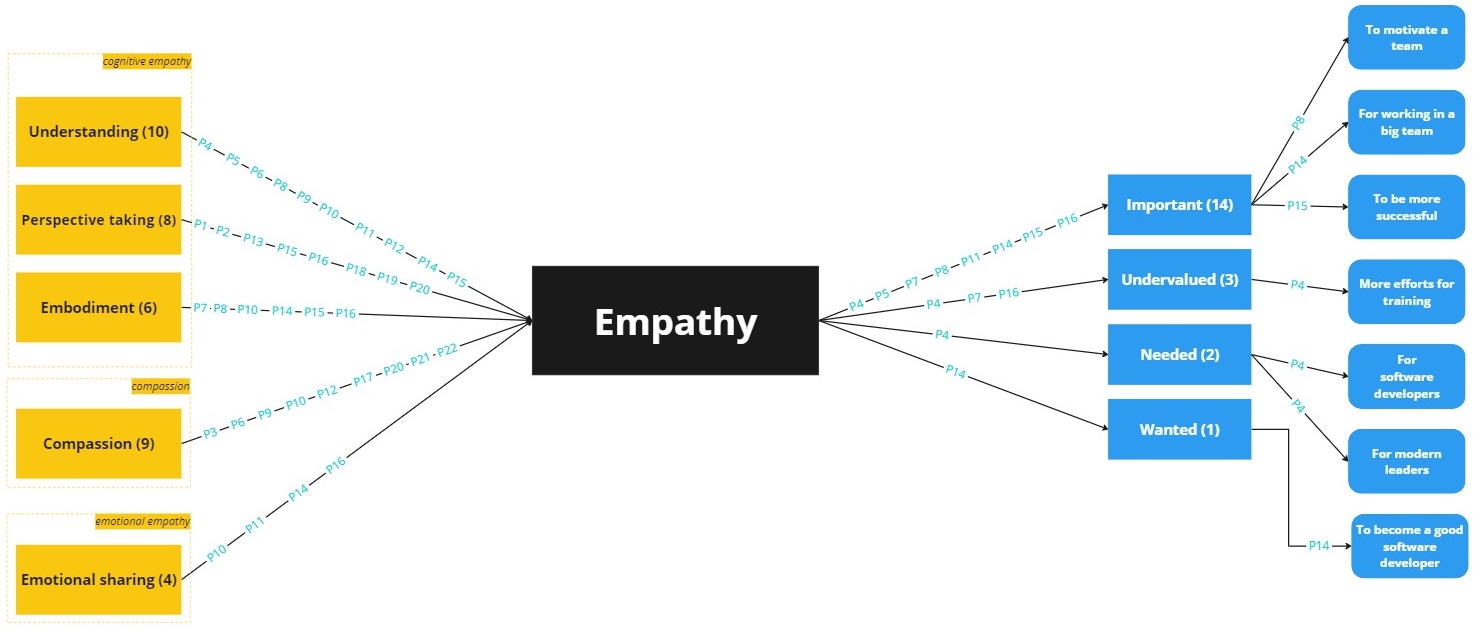 cognitive empathy
Understanding (10)
P4 P5 P6 P8 P9 P10 P11 P12 P14 P15
Perspective taking (8)
P1 P2 P13 P15 P16 P18 P19 P20
Embodiment (6)
P7 P8 P10 P14 P15 P16
compassion
Compassion (9)
P3 P6 P9 P10 P12 P17 P20 P21 P22
emotional empathy
Emotional sharing (4)
P10 P11 P14 P16
Empathy
P4 P5 P7 P8 P11 P14 P15 P16
Important (14)
P4 P7 P16
Undervalued (3)
P4
Needed (2)
P14
Wanted (1)
P8
To motivate a
team
P14
For working in a
big team
P15
To be more
successful
P4
More efforts for
training
P4
For
software
developers
P4
For modern
leaders
P14
To become a good
software
developer